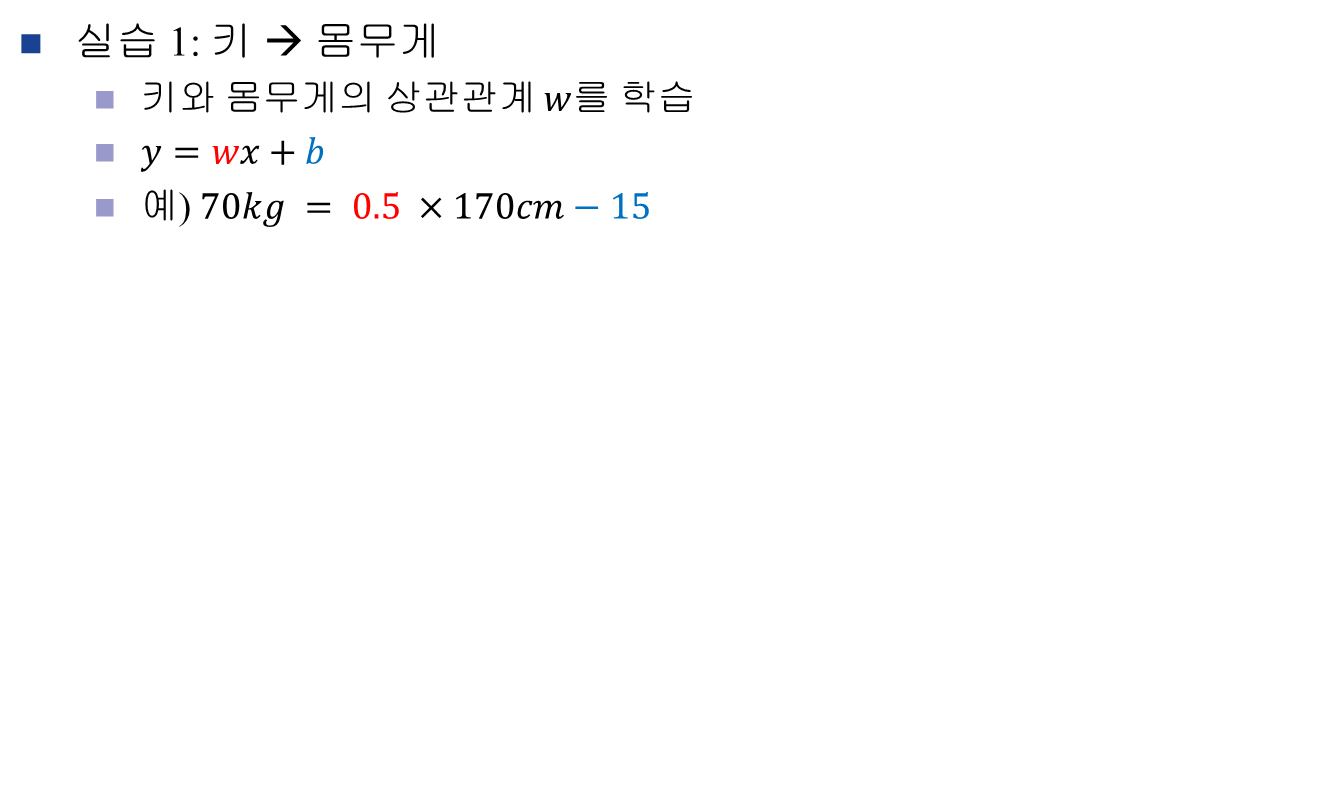 실습 1: 키 → 몸무게
키와 몸무게의 상관관계 w를 학습
y = wx + b
예) 70kg = 0.5 × 170cm − 15